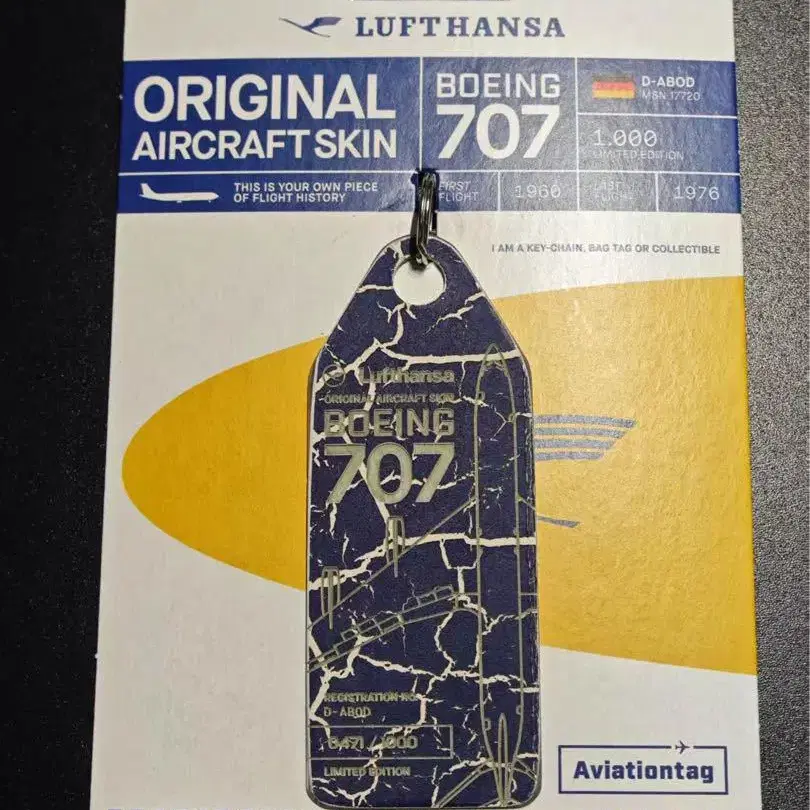 LUFTHANSA
ORIGINAL
AIRCRAFT SKIN
BOEING
707
D-ABOD
MSN 17720
1.000
LIMITED EDITION
THIS IS YOUR OWN PIECE
OF FLIGHT HISTORY
FIRST
FLIGHT
1960
LAST
FLIGHT
1976
I AM A KEY-CHAIN, BAG TAG OR COLLECTIBLE
Lufthansa
ORIGINAL AIRCRAFT SKIN
BOEING
707
REGISTRATION NO.
D-ABOD
0471 / 1000
LIMITED EDITION
Aviationtag